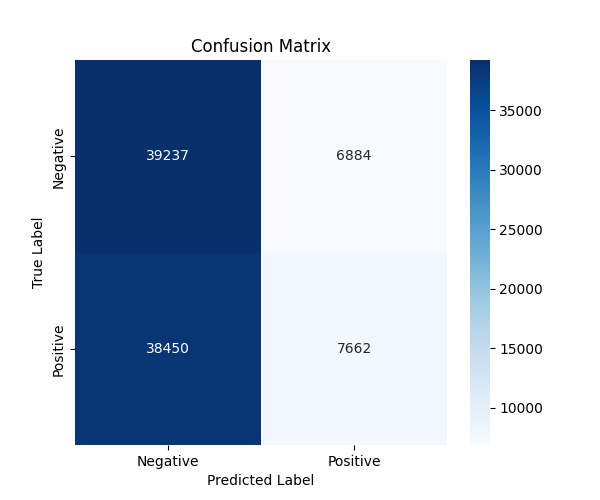 Confusion Matrix
True Label
Negative
Positive
39237 6884
38450 7662
Negative Positive
Predicted Label
35000
30000
25000
20000
15000
10000